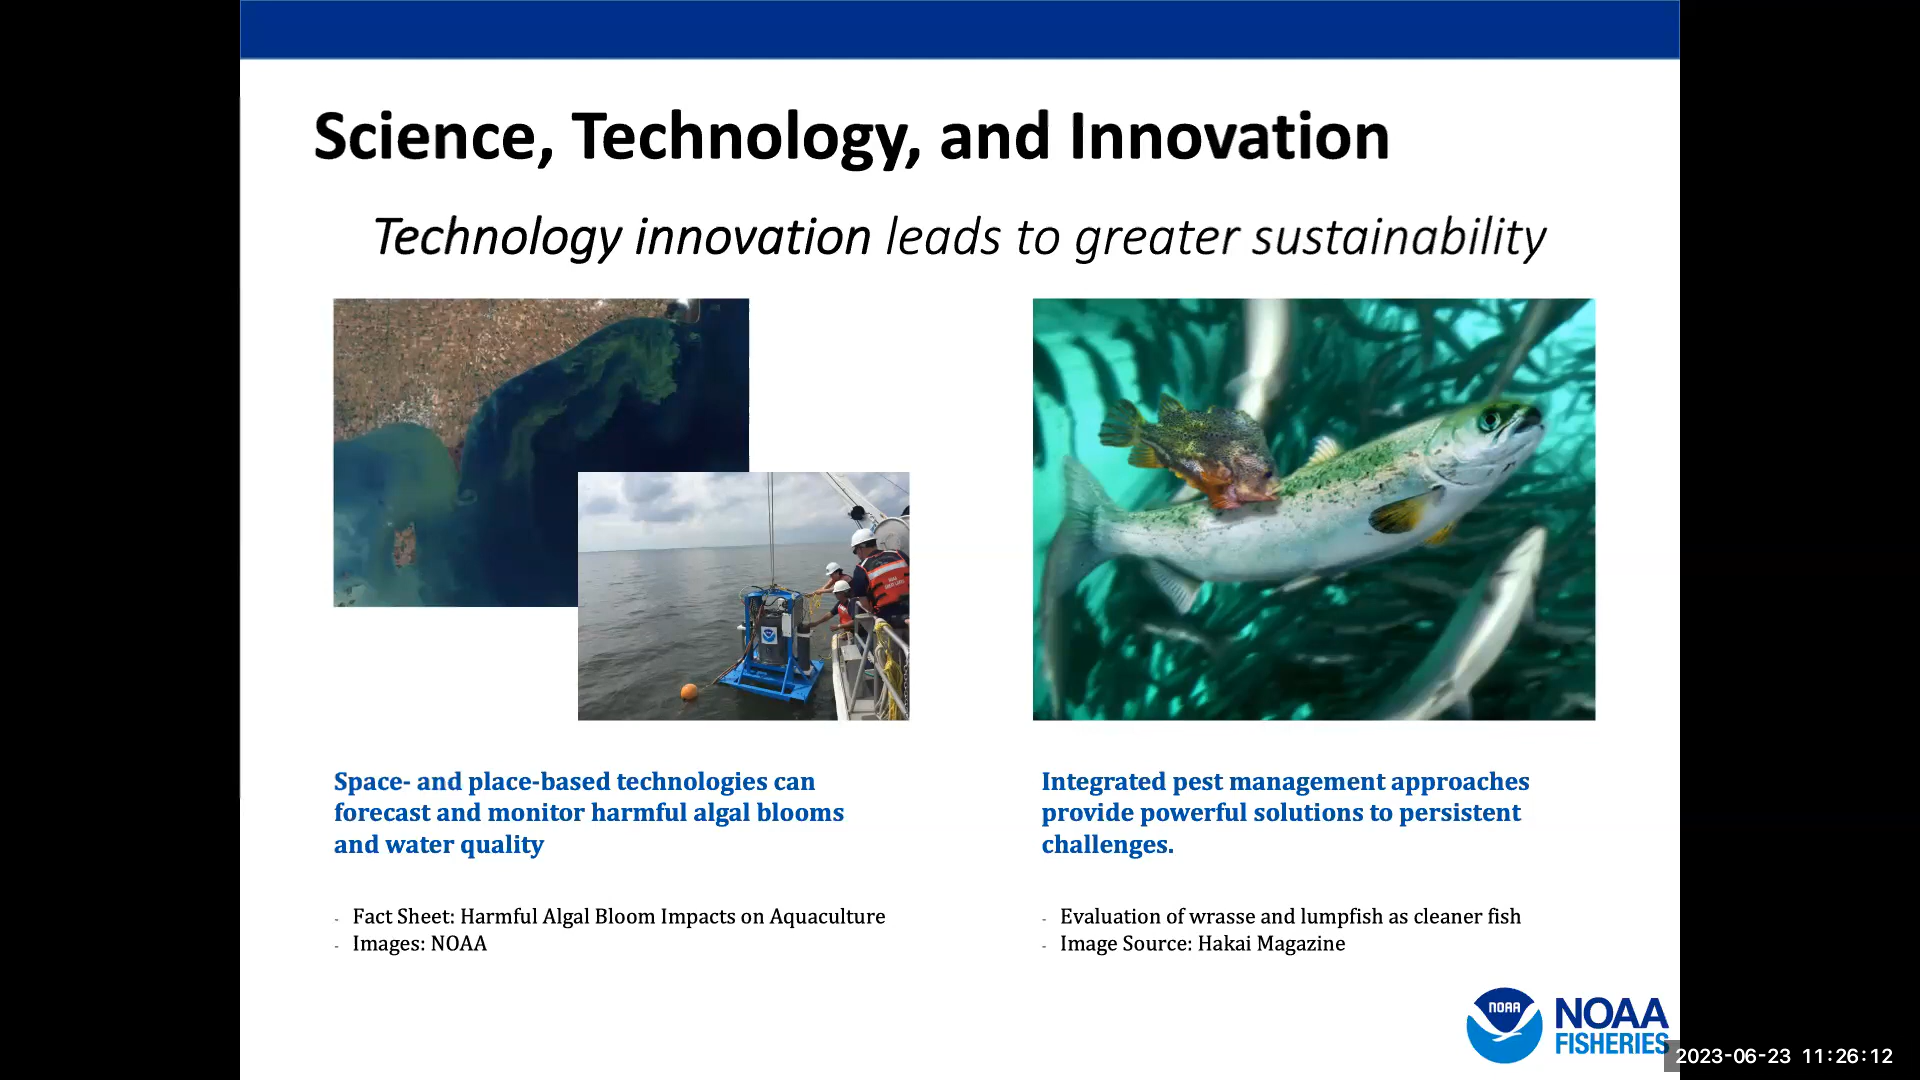 Science, Technology, and Innovation
Technology innovation leads to greater sustainability
Space- and place-based technologies can
forecast and monitor harmful algal blooms
and water quality
- Fact Sheet: Harmful Algal Bloom Impacts on Aquaculture
- Images: NOAA
Integrated pest management approaches
provide powerful solutions to persistent
challenges.
- Evaluation of wrasse and lumpfish as cleaner fish
- Image Source: Hakai Magazine
NOAA
NOAA
FISHERIES
2023-06-23 11:26:12